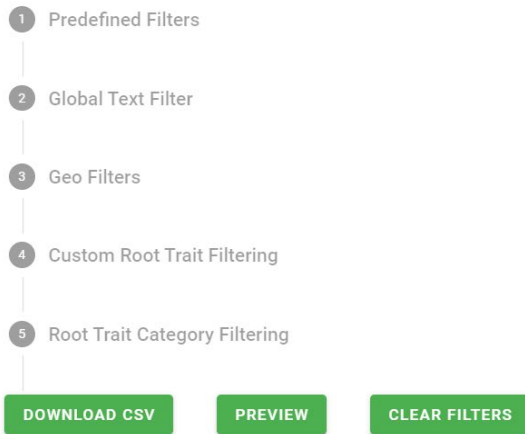 1 Predefined Filters
2 Global Text Filter
3 Geo Filters
4 Custom Root Trait Filtering
5 Root Trait Category Filtering
DOWNLOAD CSV PREVIEW CLEAR FILTERS